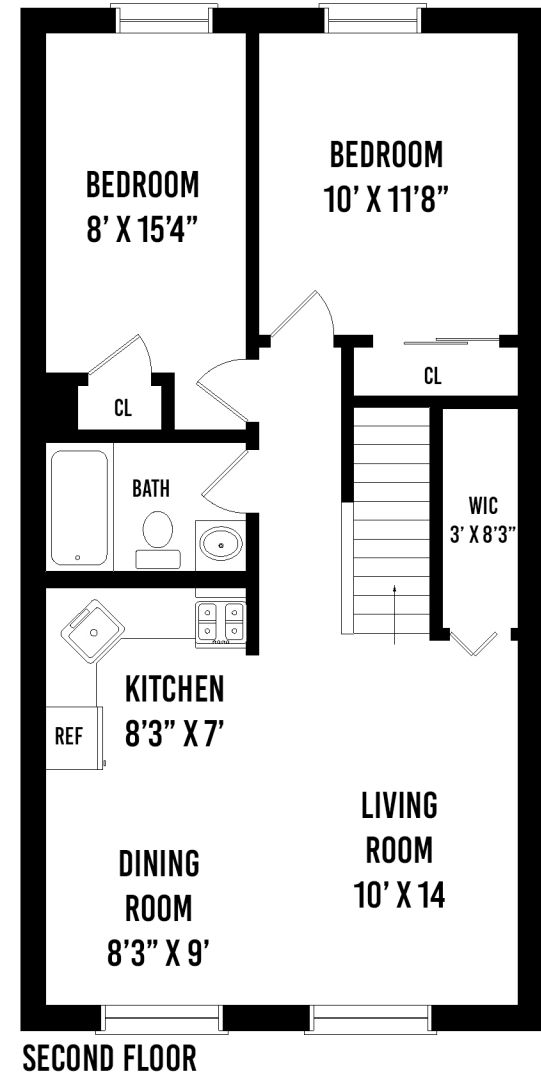 BEDROOM
8’ X 15’4”
BEDROOM
10’ X 11’8”
CL
CL
BATH
WIC
3’ X 8’3”
KITCHEN
8’3” X 7’
REF
LIVING
ROOM
10’ X 14
DINING
ROOM
8’3” X 9’
SECOND FLOOR